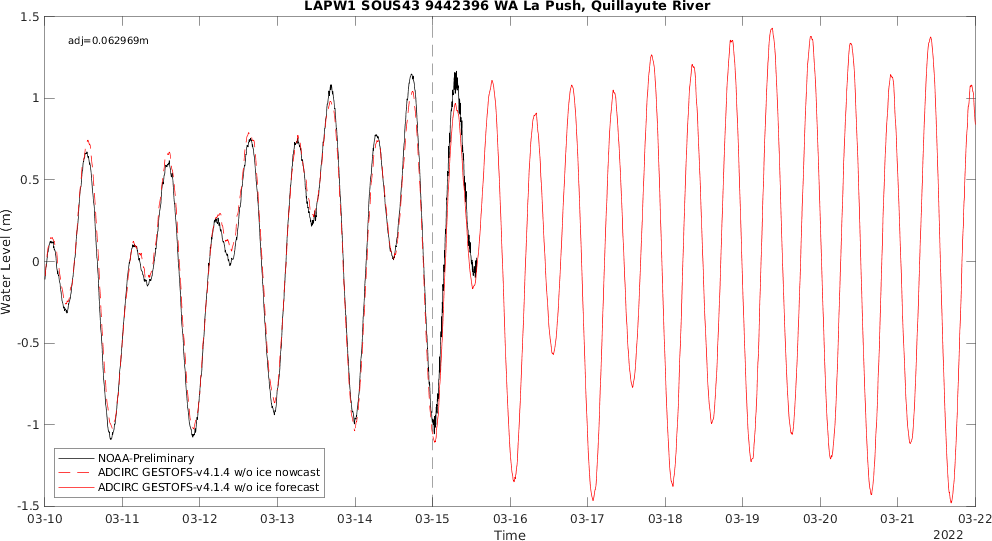 LAPW1 SOUS43 9442396 WA La Push, Quillayute River
adj=0.062969m
1.5
1
0.5
0
-0.5
-1
-1.5
Water Level (m)
NOAA-Preliminary
ADCIRC GESTOFS-v4.1.4 w/o ice nowcast
ADCIRC GESTOFS-v4.1.4 w/o ice forecast
03-10 03-11 03-12 03-13 03-14 03-15 03-16 03-17 03-18 03-19 03-20 03-21 03-22
Time
2022